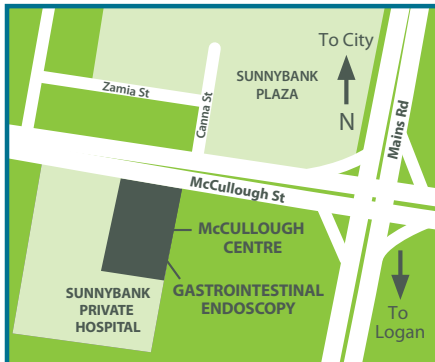 To City
N
SUNNYBANK
PLAZA
Zamia St
Canna St
Mains Rd
McCullough St
McCULLOUGH
CENTRE
GASTROINTESTINAL
ENDOSCOPY
SUNNYBANK
PRIVATE
HOSPITAL
To
Logan